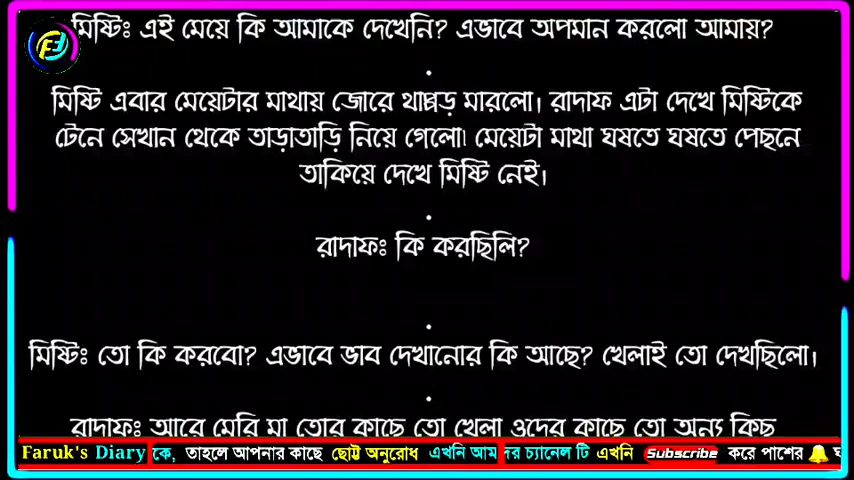 মিষ্টিঃ এই মেয়ে কি আমাকে দেখেনি? এভাবে অপমান করলো আমায়?
.
মিষ্টি এবার মেয়েটার মাথায় জোরে থাপ্পড় মারলো। রাদাফ এটা দেখে মিষ্টিকে
টেনে সেখান থেকে তাড়াতাড়ি নিয়ে গেলো৷ মেয়েটা মাথা ঘষতে ঘষতে পেছনে
তাকিয়ে দেখে মিষ্টি নেই।
.
রাদাফঃ কি করছিলি?
.
মিষ্টিঃ তো কি করবো? এভাবে ভাব দেখানোর কি আছে? খেলাই তো দেখছিলো।
.
রাদাফঃ আরে মেরি মা তোর কাছে তো খেলা ওদের কাছে তো অন্য কিছু
Faruk's Diary কে, তাহলে আপনার কাছে ছোট্ট অনুরোধ এখনি আমাদের চ্যানেল টি এখনি Subscribe করে পাশের 🔔